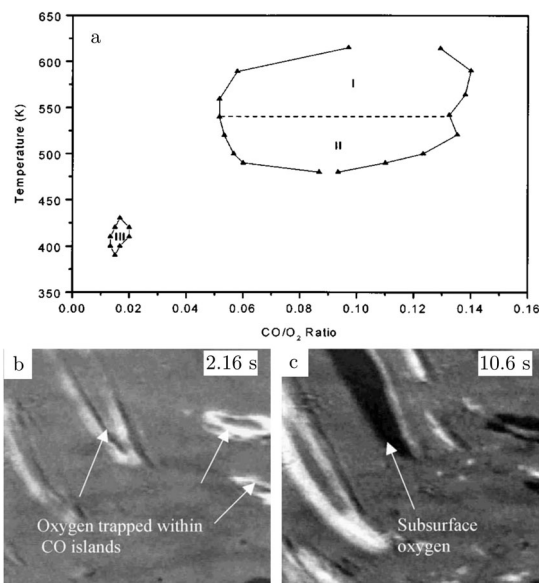 a
650
600
550
500
450
400
350
Temperature (K)
I
II
III
0.00 0.02 0.04 0.06 0.08 0.10 0.12 0.14 0.16
CO/O₂ Ratio
b 2.16 s
Oxygen trapped within
CO islands
c 10.6 s
Subsurface
oxygen